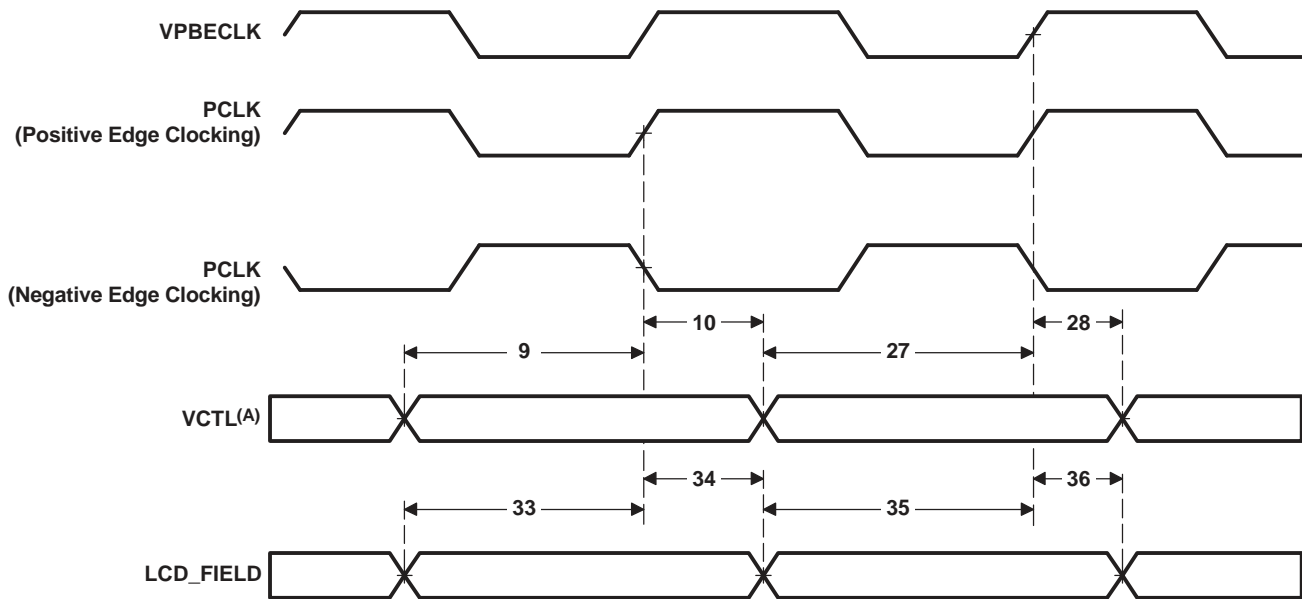 VPBECLK
PCLK
(Positive Edge Clocking)
PCLK
(Negative Edge Clocking)
10
28
9
27
VCTL(A)
34
36
33
35
LCD_FIELD